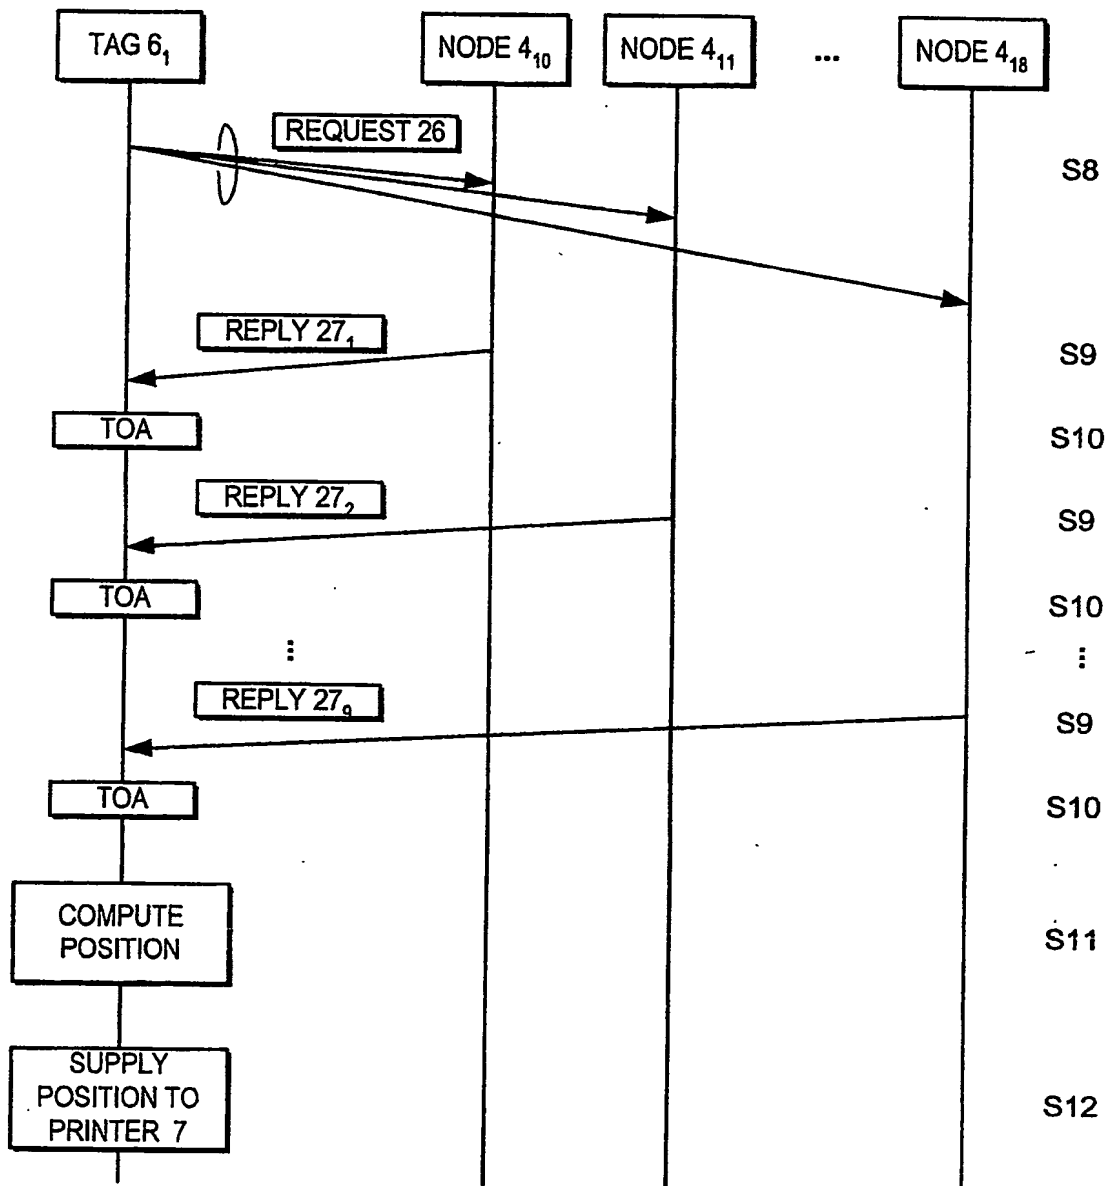 TAG 6₁ NODE 4₁₀ NODE 4₁₁ ... NODE 4₁₈
REQUEST 26
S8
REPLY 27₁
S9
TOA
S10
REPLY 27₂
S9
TOA
S10
⋮ ⋮
REPLY 27₉
S9
TOA
S10
COMPUTE
POSITION
S11
SUPPLY
POSITION TO
PRINTER 7
S12